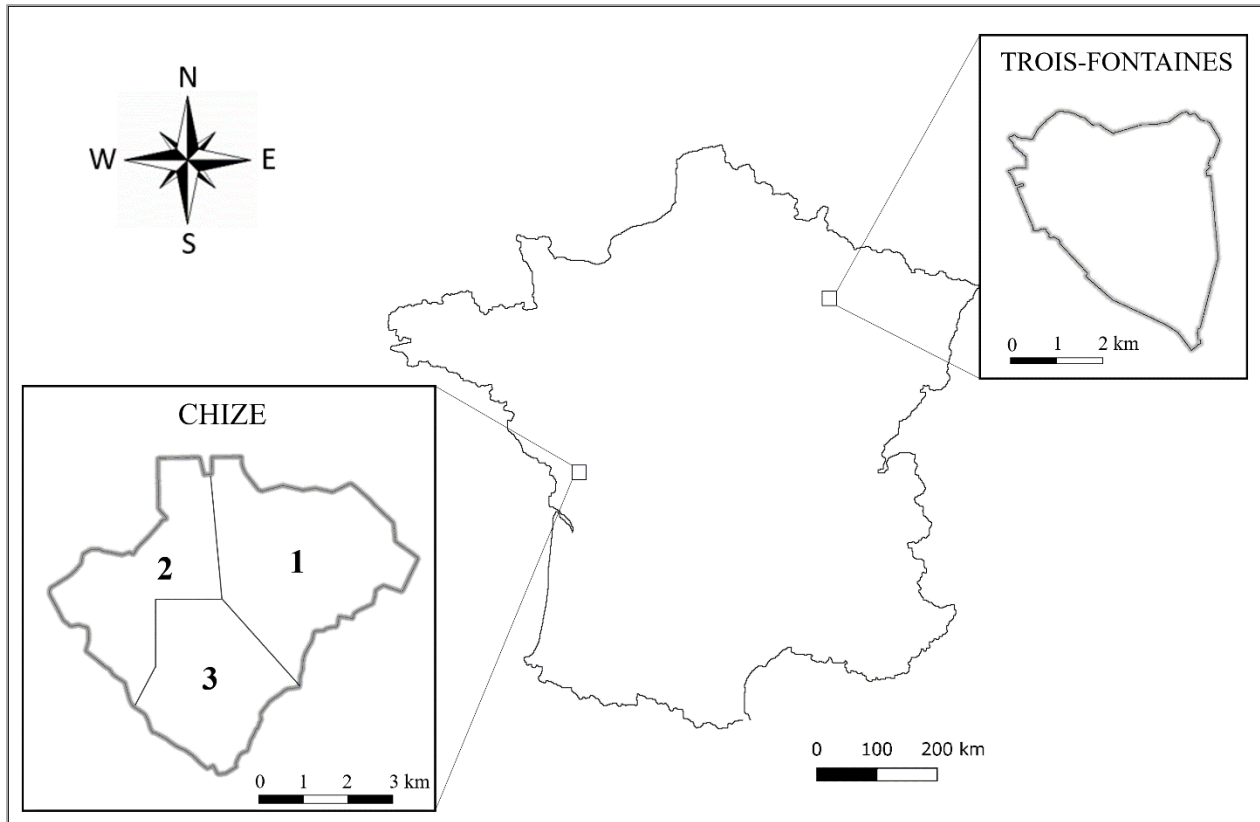 N
W E
S
TROIS-FONTAINES
0 1 2 km
CHIZE
2 1
3
0 1 2 3 km
0 100 200 km